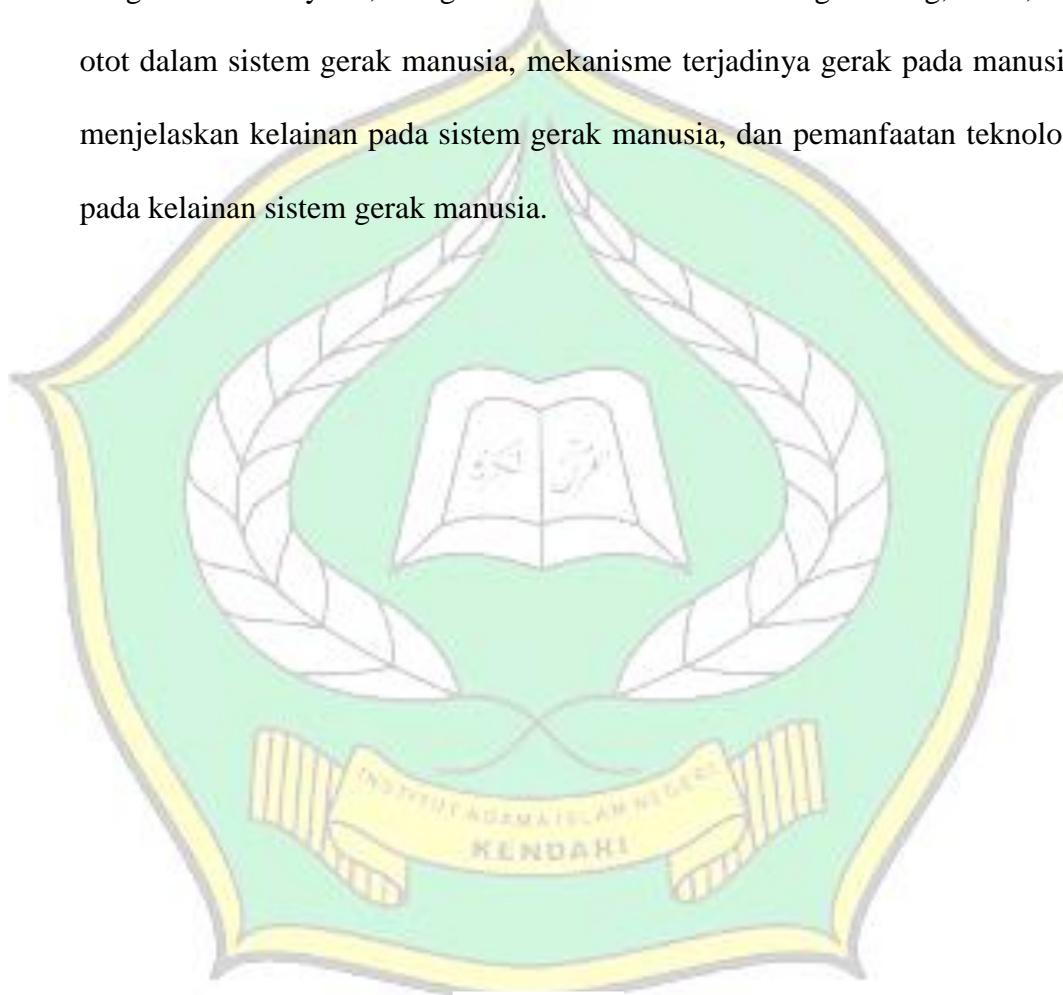 otot dalam sistem gerak manusia, mekanisme terjadinya gerak pada manusi
menjelaskan kelainan pada sistem gerak manusia, dan pemanfaatan teknolo
pada kelainan sistem gerak manusia.
INSTITUT AGAMA ISLAM NEGERI
KENDARI